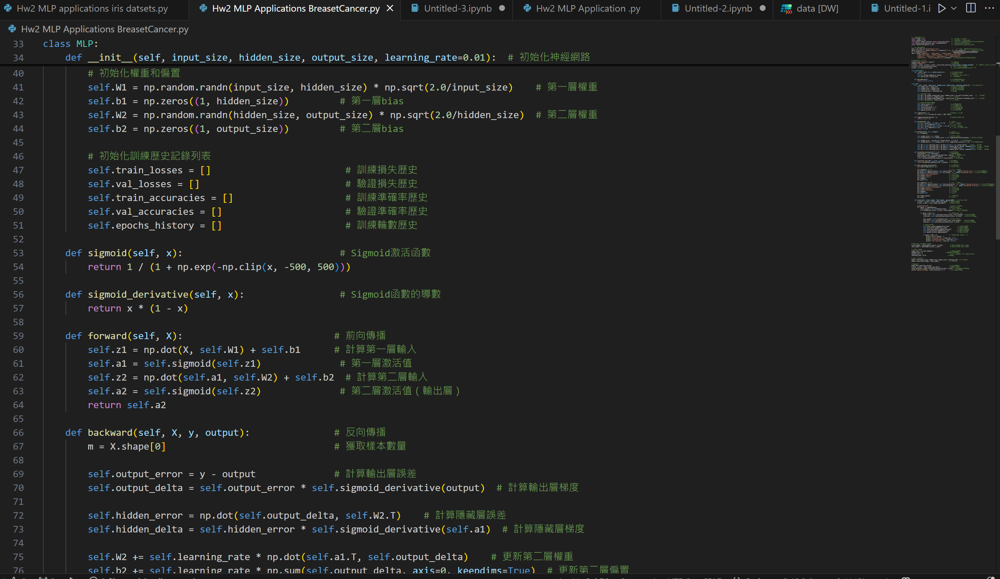 Hw2 MLP applications iris datsets.py
Hw2 MLP Applications BreasetCancer.py
Untitled-3.ipynb
Hw2 MLP Application .py
Untitled-2.ipynb
data [DW]
Untitled-1.i
Hw2 MLP Applications BreasetCancer.py
33 class MLP:
34 def __init__(self, input_size, hidden_size, output_size, learning_rate=0.01): # 初始化神經網路
40 # 初始化權重和偏置
41 self.W1 = np.random.randn(input_size, hidden_size) * np.sqrt(2.0/input_size) # 第一層權重
42 self.b1 = np.zeros((1, hidden_size)) # 第一層bias
43 self.W2 = np.random.randn(hidden_size, output_size) * np.sqrt(2.0/hidden_size) # 第二層權重
44 self.b2 = np.zeros((1, output_size)) # 第二層bias
45
46 # 初始化訓練歷史記錄列表
47 self.train_losses = [] # 訓練損失歷史
48 self.val_losses = [] # 驗證損失歷史
49 self.train_accuracies = [] # 訓練準確率歷史
50 self.val_accuracies = [] # 驗證準確率歷史
51 self.epochs_history = [] # 訓練輪數歷史
52
53 def sigmoid(self, x): # Sigmoid激活函數
54 return 1 / (1 + np.exp(-np.clip(x, -500, 500)))
55
56 def sigmoid_derivative(self, x): # Sigmoid函數的導數
57 return x * (1 - x)
58
59 def forward(self, X): # 前向傳播
60 self.z1 = np.dot(X, self.W1) + self.b1 # 計算第一層輸入
61 self.a1 = self.sigmoid(self.z1) # 第一層激活值
62 self.z2 = np.dot(self.a1, self.W2) + self.b2 # 計算第二層輸入
63 self.a2 = self.sigmoid(self.z2) # 第二層激活值（輸出層）
64 return self.a2
65
66 def backward(self, X, y, output): # 反向傳播
67 m = X.shape[0] # 獲取樣本數量
68
69 self.output_error = y - output # 計算輸出層誤差
70 self.output_delta = self.output_error * self.sigmoid_derivative(output) # 計算輸出層梯度
71
72 self.hidden_error = np.dot(self.output_delta, self.W2.T) # 計算隱藏層誤差
73 self.hidden_delta = self.hidden_error * self.sigmoid_derivative(self.a1) # 計算隱藏層梯度
74
75 self.W2 += self.learning_rate * np.dot(self.a1.T, self.output_delta) # 更新第二層權重
76 self.b2 += self.learning_rate * np.sum(self.output_delta, axis=0, keepdims=True) # 更新第二層偏置